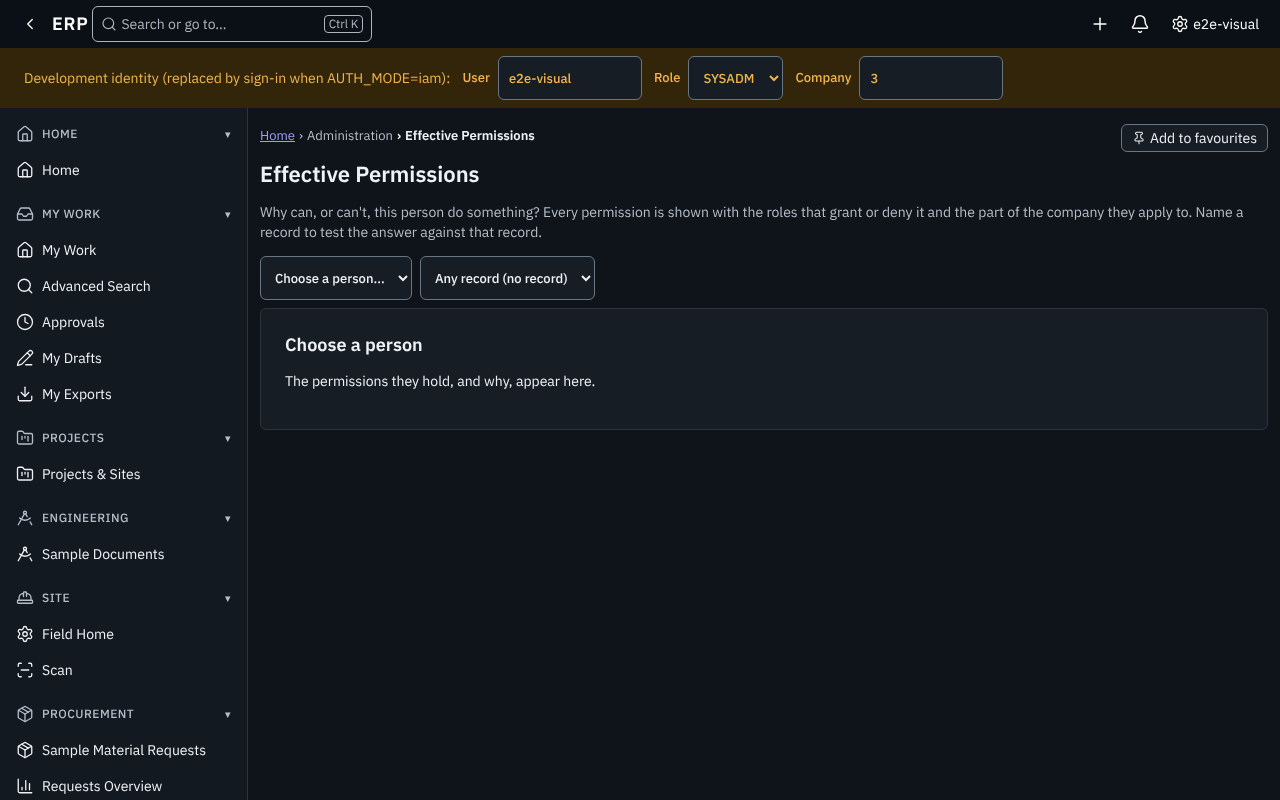 ERP
Search or go to...
Ctrl K
e2e-visual
Development identity (replaced by sign-in when AUTH_MODE=iam):
User
e2e-visual
Role
SYSADM
Company
3
HOME
Home
MY WORK
My Work
Advanced Search
Approvals
My Drafts
My Exports
PROJECTS
Projects & Sites
ENGINEERING
Sample Documents
SITE
Field Home
Scan
PROCUREMENT
Sample Material Requests
Requests Overview
Home › Administration › Effective Permissions
Add to favourites
Effective Permissions
Why can, or can't, this person do something? Every permission is shown with the roles that grant or deny it and the part of the company they apply to. Name a
record to test the answer against that record.
Choose a person...
Any record (no record)
Choose a person
The permissions they hold, and why, appear here.